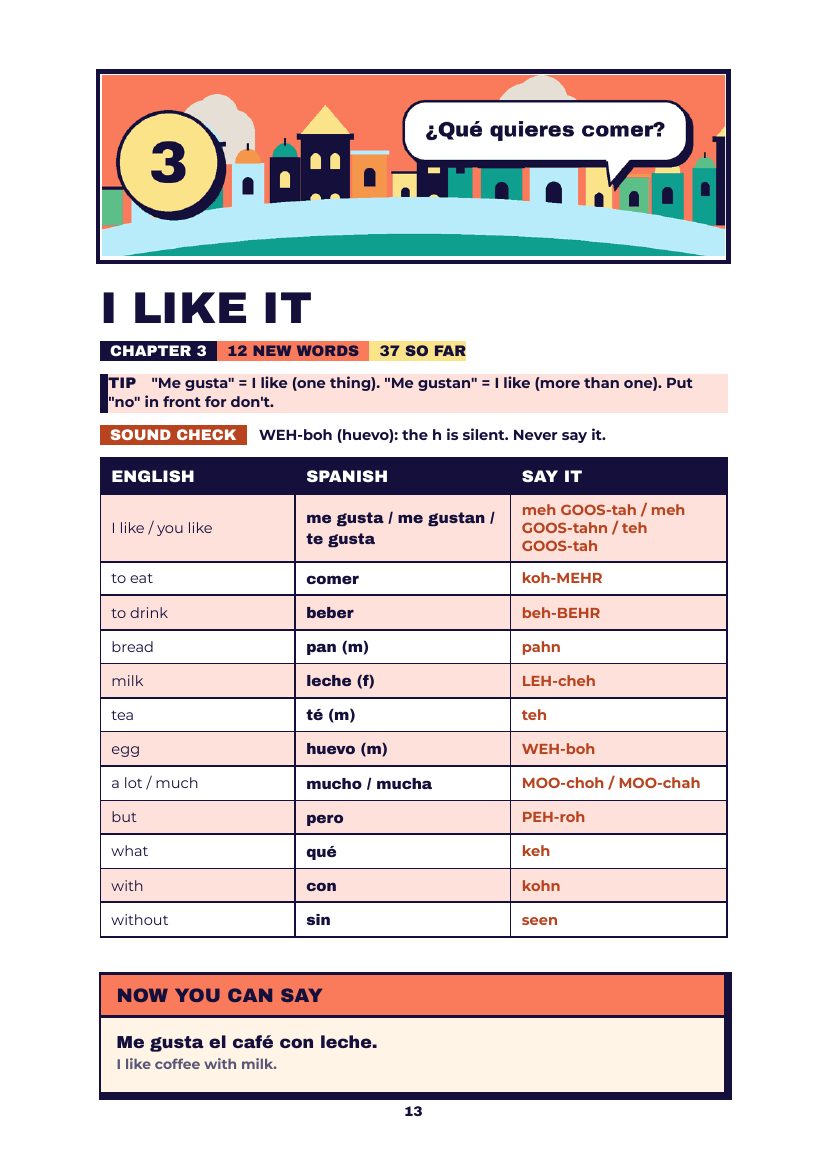 3
¿Qué quieres comer?
I LIKE IT
CHAPTER 3 12 NEW WORDS 37 SO FAR
TIP "Me gusta" = I like (one thing). "Me gustan" = I like (more than one). Put
"no" in front for don't.
SOUND CHECK WEH-boh (huevo): the h is silent. Never say it.
ENGLISH SPANISH SAY IT
I like / you like me gusta / me gustan / te gusta meh GOOS-tah / meh GOOS-tahn / teh GOOS-tah
to eat comer koh-MEHR
to drink beber beh-BEHR
bread pan (m) pahn
milk leche (f) LEH-cheh
tea té (m) teh
egg huevo (m) WEH-boh
a lot / much mucho / mucha MOO-choh / MOO-chah
but pero PEH-roh
what qué keh
with con kohn
without sin seen
NOW YOU CAN SAY
Me gusta el café con leche.
I like coffee with milk.
13